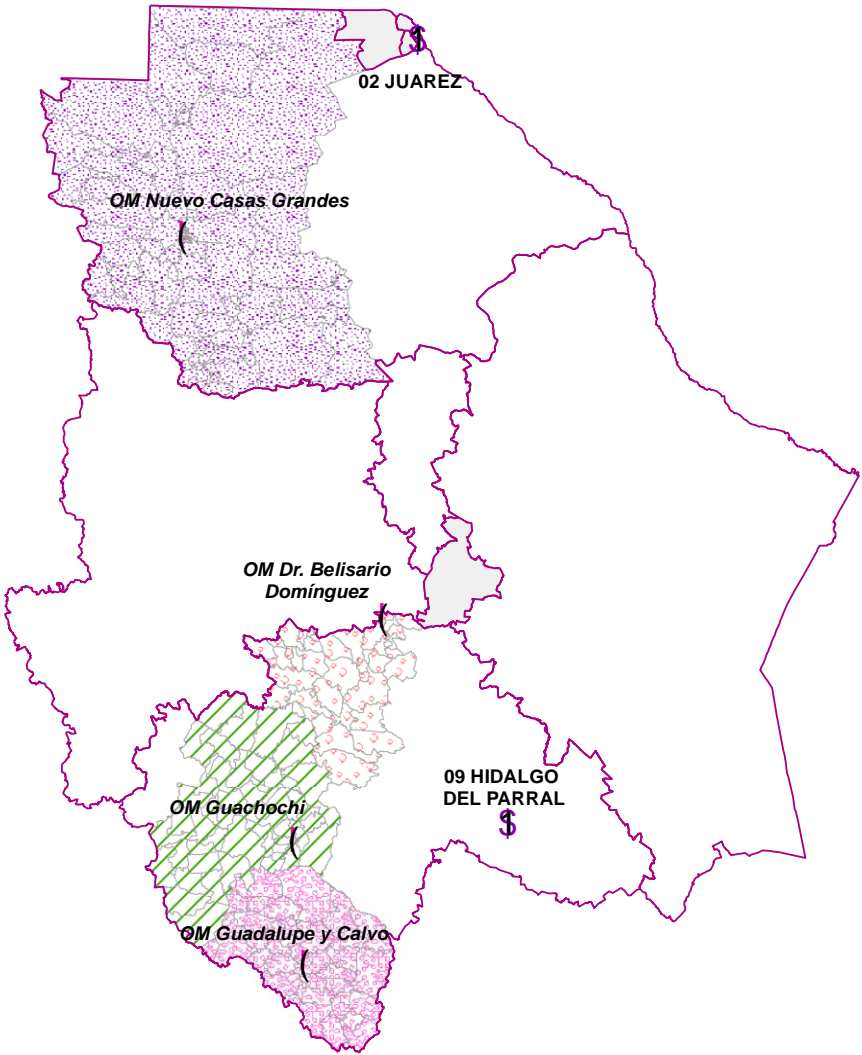 02 JUAREZ
OM Nuevo Casas Grandes
OM Dr. Belisario
Domínguez
09 HIDALGO
DEL PARRAL
OM Guachochi
OM Guadalupe y Calvo